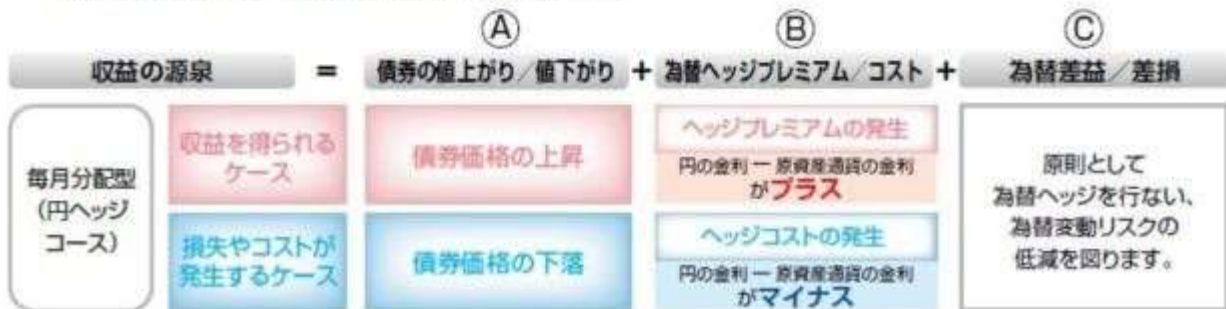 Ⓐ Ⓑ Ⓒ
収益の源泉 = 債券の値上がり/値下がり + 為替ヘッジプレミアム/コスト + 為替差益/差損
毎月分配型
(円ヘッジ
コース)
収益を得られる
ケース
債券価格の上昇
ヘッジプレミアムの発生
円の金利 ー 原資産通貨の金利
がプラス
損失やコストが
発生するケース
債券価格の下落
ヘッジコストの発生
円の金利 ー 原資産通貨の金利
がマイナス
原則として
為替ヘッジを行ない、
為替変動リスクの
低減を図ります。